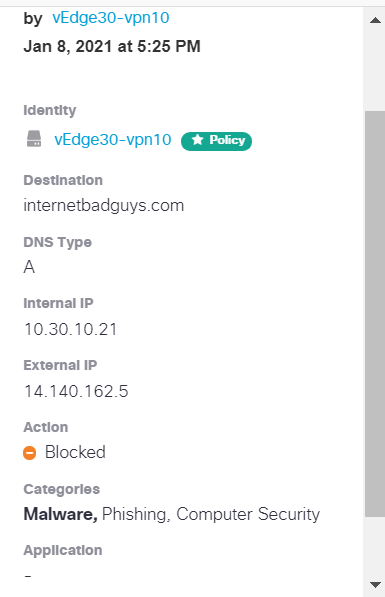 by vEdge30-vpn10
Jan 8, 2021 at 5:25 PM
Identity
vEdge30-vpn10 Policy
Destination
internetbadguys.com
DNS Type
A
Internal IP
10.30.10.21
External IP
14.140.162.5
Action
Blocked
Categories
Malware, Phishing, Computer Security
Application
-